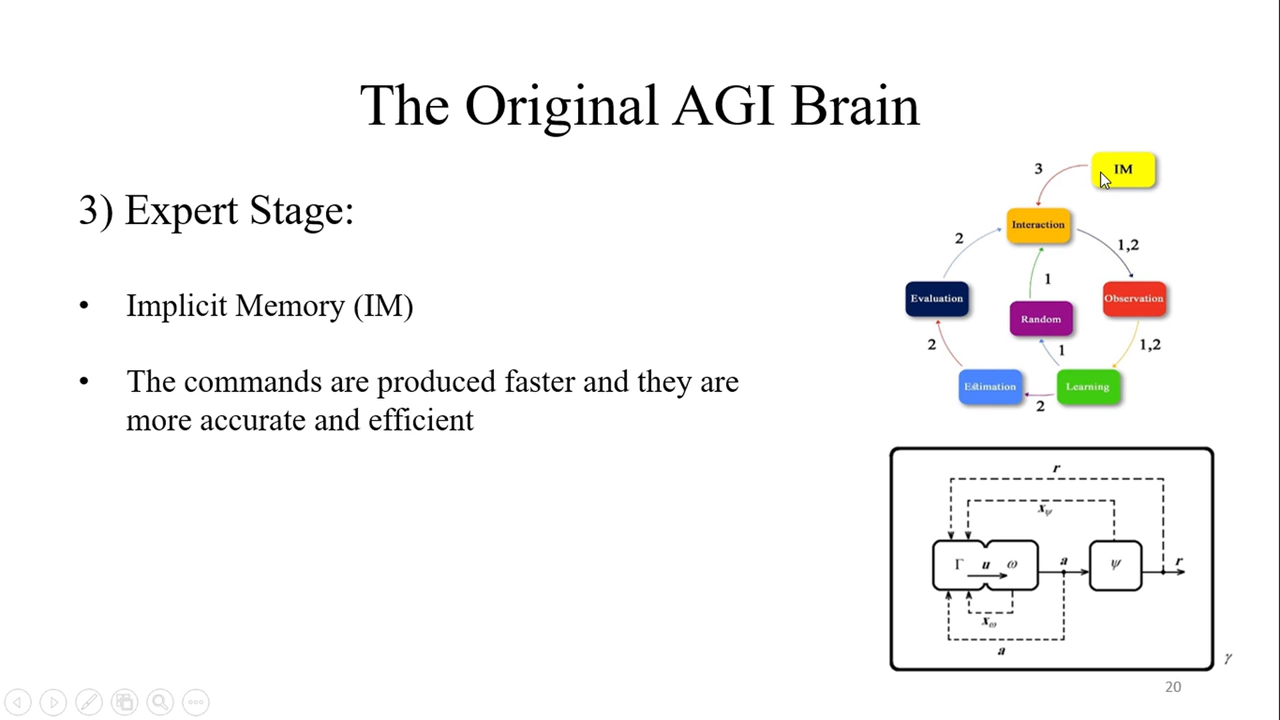 The Original AGI Brain
3) Expert Stage:
• Implicit Memory (IM)
• The commands are produced faster and they are
more accurate and efficient
IM
3
Interaction
2
1,2
1
Evaluation
Observation
Random
2
1
1,2
Estimation
Learning
2
r
xψ
Γ u ω
a
ψ
r
xω
a
γ
20